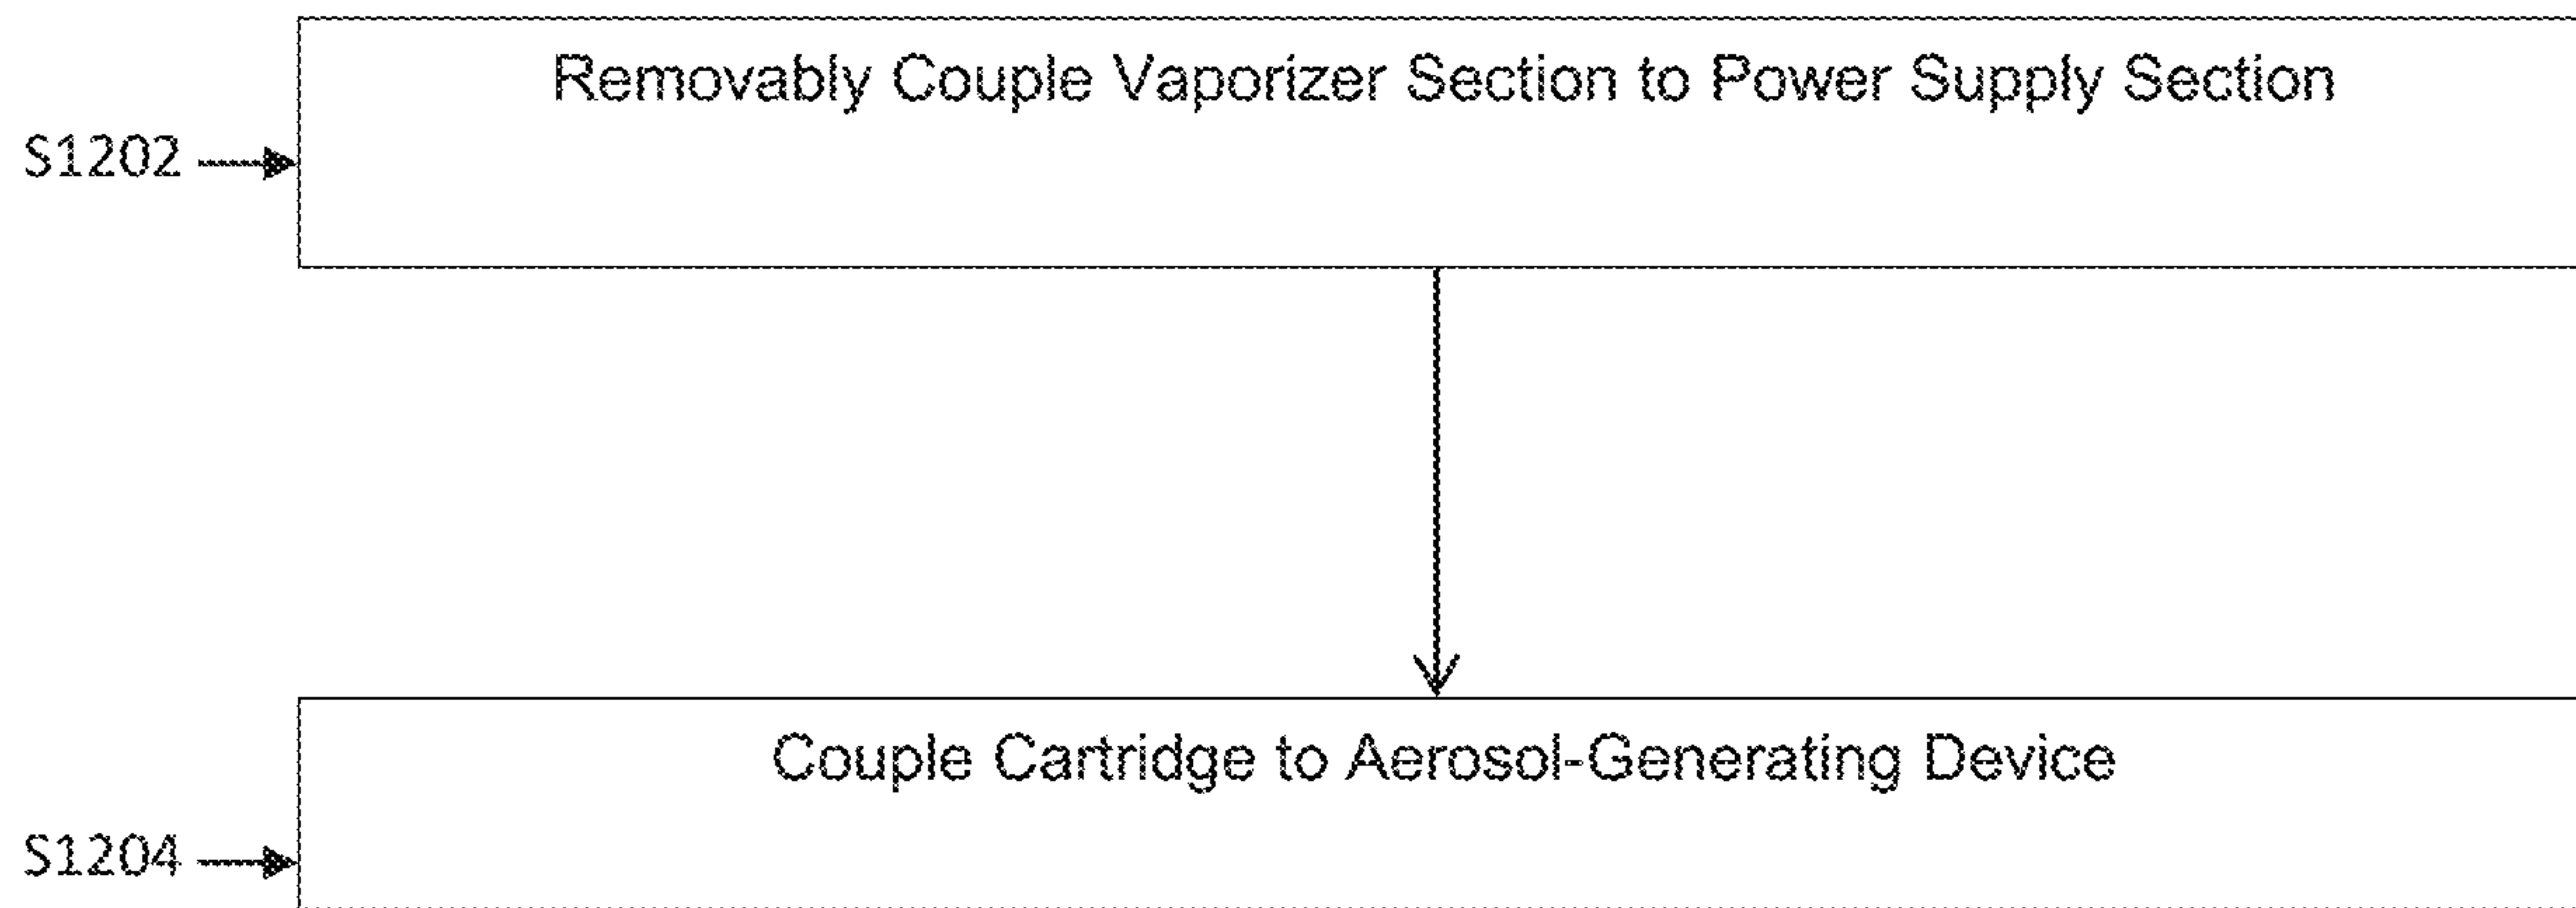 Removably Couple Vaporizer Section to Power Supply Section
S1202
Couple Cartridge to Aerosol-Generating Device
S1204